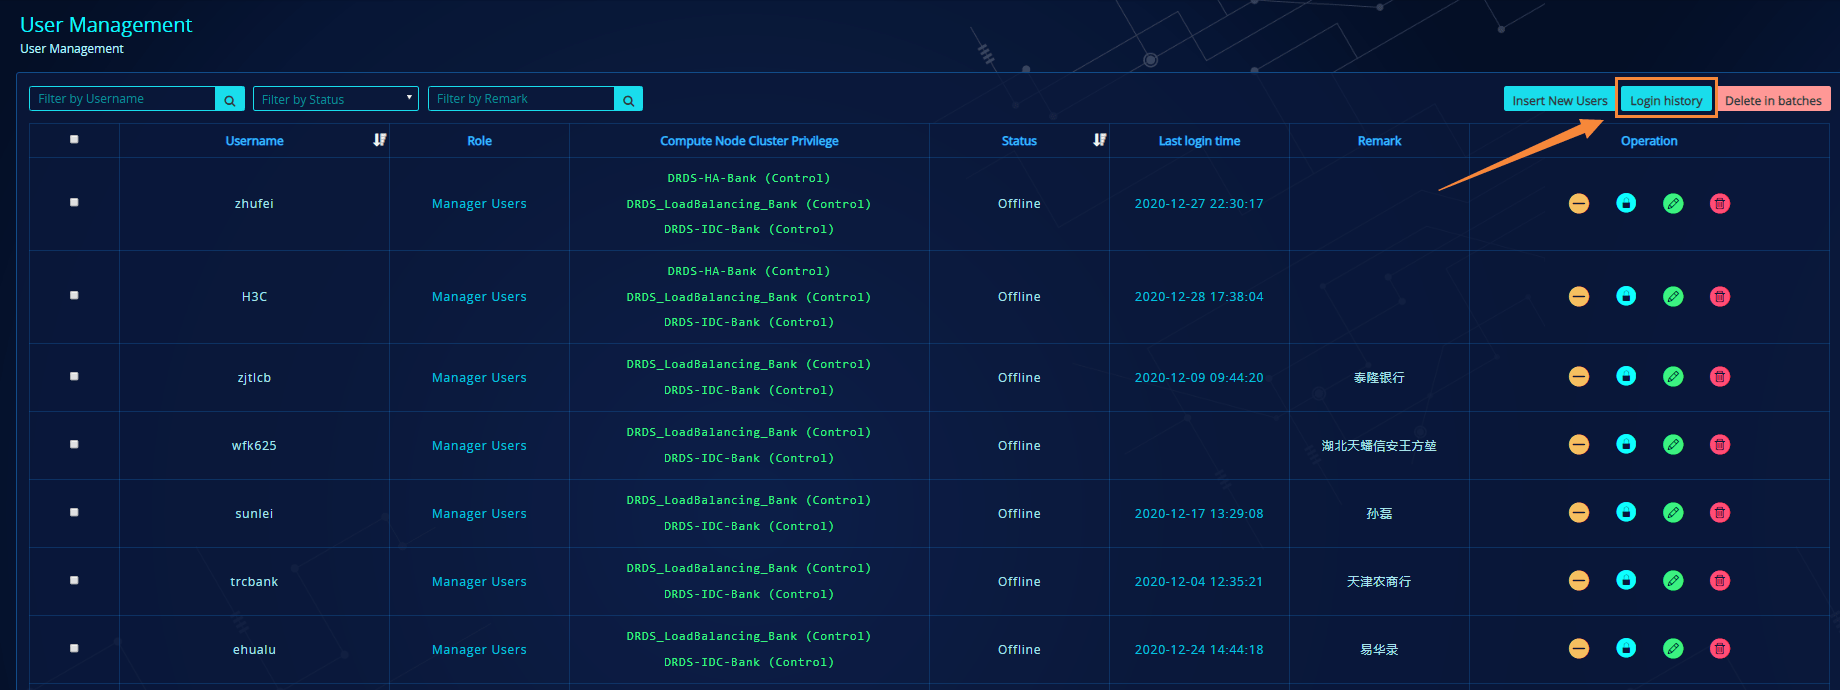 User Management
User Management
Filter by Username
Filter by Status
Filter by Remark
Insert New Users
Login history
Delete in batches
Username
Role
Compute Node Cluster Privilege
Status
Last login time
Remark
Operation
zhufei
Manager Users
DRDS-HA-Bank (Control)
DRDS_LoadBalancing_Bank (Control)
DRDS-IDC-Bank (Control)
Offline
2020-12-27 22:30:17
H3C
Manager Users
DRDS-HA-Bank (Control)
DRDS_LoadBalancing_Bank (Control)
DRDS-IDC-Bank (Control)
Offline
2020-12-28 17:38:04
zjtlcb
Manager Users
DRDS_LoadBalancing_Bank (Control)
DRDS-IDC-Bank (Control)
Offline
2020-12-09 09:44:20
泰隆银行
wfk625
Manager Users
DRDS_LoadBalancing_Bank (Control)
DRDS-IDC-Bank (Control)
Offline
湖北天蟠信安王方堃
sunlei
Manager Users
DRDS_LoadBalancing_Bank (Control)
DRDS-IDC-Bank (Control)
Offline
2020-12-17 13:29:08
孙磊
trcbank
Manager Users
DRDS_LoadBalancing_Bank (Control)
DRDS-IDC-Bank (Control)
Offline
2020-12-04 12:35:21
天津农商行
ehualu
Manager Users
DRDS_LoadBalancing_Bank (Control)
DRDS-IDC-Bank (Control)
Offline
2020-12-24 14:44:18
易华录